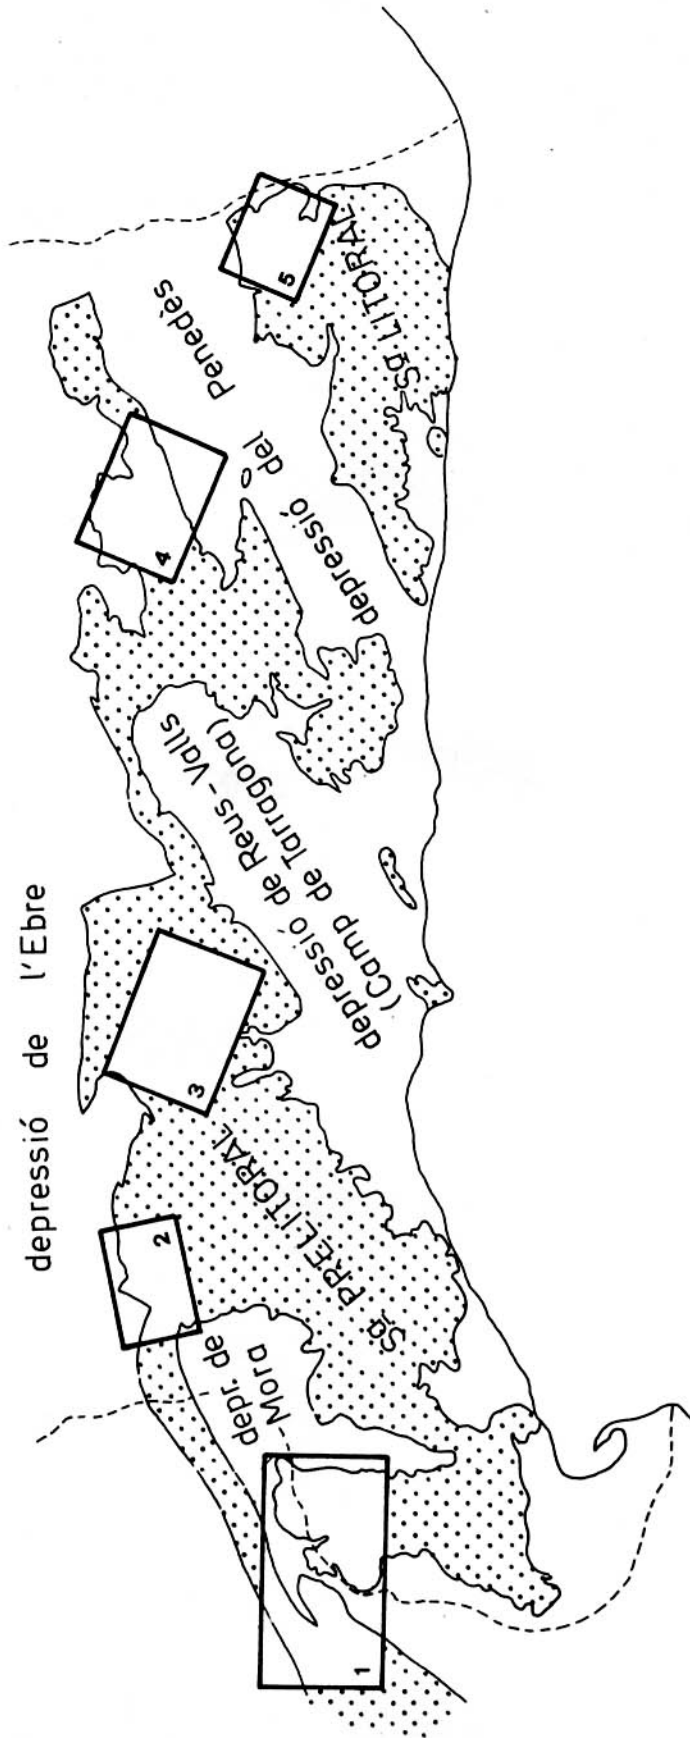 depressió de l'Ebre
depressió del Penedès
Sª LITORAL
depressió de Reus-Valls
(Camp de Tarragona)
Sª PRELITORAL
depr. de
Mora
1
2
3
4
5